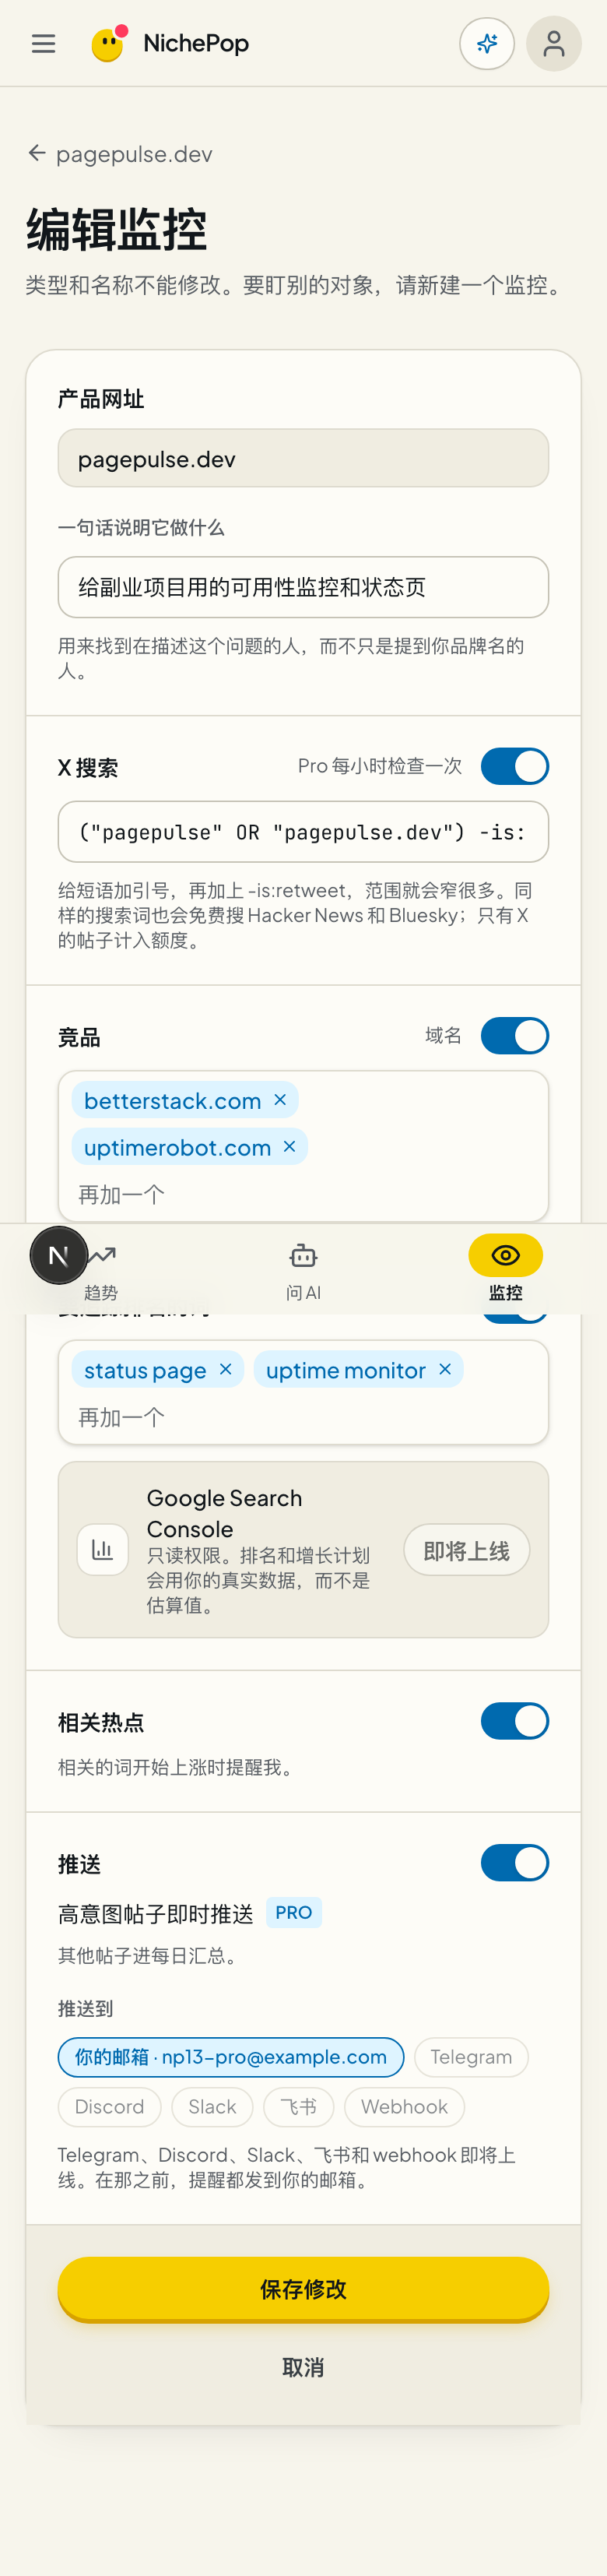 NichePop
← pagepulse.dev
编辑监控
类型和名称不能修改。要盯别的对象，请新建一个监控。
产品网址
pagepulse.dev
一句话说明它做什么
给副业项目用的可用性监控和状态页
用来找到在描述这个问题的人，而不只是提到你品牌名的
人。
X 搜索
Pro 每小时检查一次
("pagepulse" OR "pagepulse.dev") -is:
给短语加引号，再加上 -is:retweet，范围就会窄很多。同
样的搜索词也会免费搜 Hacker News 和 Bluesky；只有 X
的帖子计入额度。
竞品
域名
betterstack.com ×
uptimerobot.com ×
再加一个
N
趋势
问 AI
监控
status page × uptime monitor ×
再加一个
Google Search
Console
只读权限。排名和增长计划
会用你的真实数据，而不是
估算值。
即将上线
相关热点
相关的词开始上涨时提醒我。
推送
高意图帖子即时推送 PRO
其他帖子进每日汇总。
推送到
你的邮箱 · np13-pro@example.com Telegram
Discord Slack 飞书 Webhook
Telegram、Discord、Slack、飞书和 webhook 即将上
线。在那之前，提醒都发到你的邮箱。
保存修改
取消